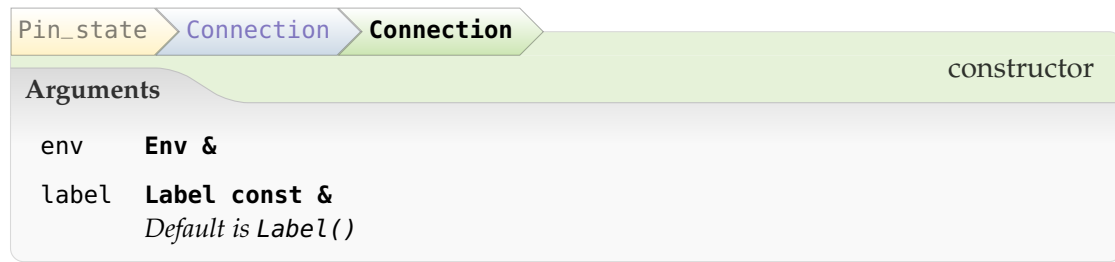 Pin_state Connection Connection
constructor
Arguments
env Env &
label Label const &
Default is Label()